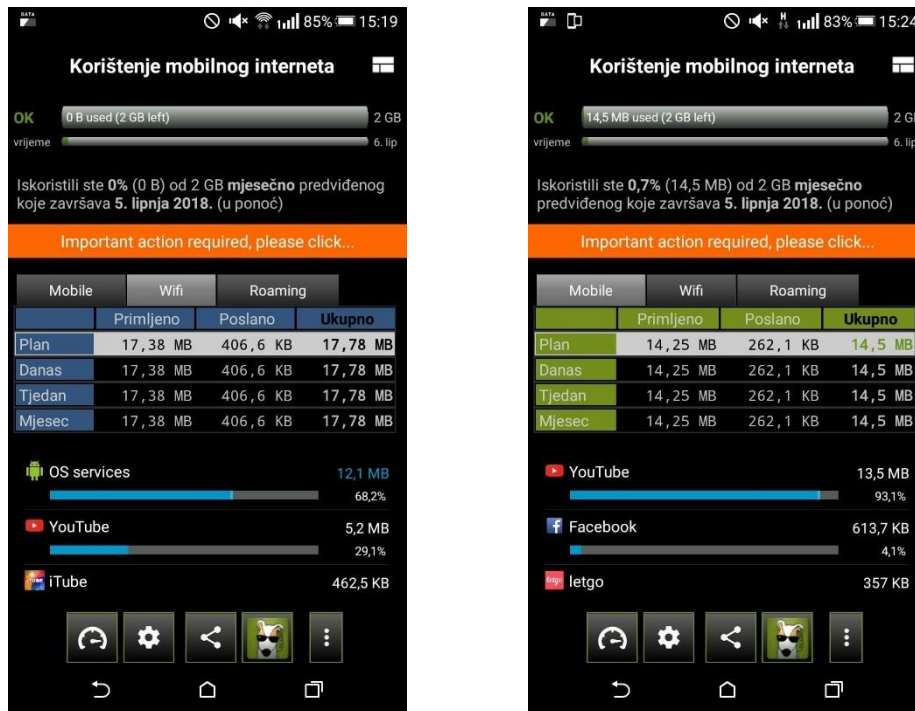 DATA
85% 15:19
Korištenje mobilnog interneta
OK 0 B used (2 GB left) 2 GB
vrijeme 6. lip
Iskoristili ste 0% (0 B) od 2 GB mjesečno predviđenog
koje završava 5. lipnja 2018. (u ponoć)
Important action required, please click...
Mobile Wifi Roaming
Primljeno Poslano Ukupno
Plan 17,38 MB 406,6 KB 17,78 MB
Danas 17,38 MB 406,6 KB 17,78 MB
Tjedan 17,38 MB 406,6 KB 17,78 MB
Mjesec 17,38 MB 406,6 KB 17,78 MB
OS services 12,1 MB
68,2%
YouTube 5,2 MB
29,1%
iTube 462,5 KB
DATA
H 83% 15:24
Korištenje mobilnog interneta
OK 14,5 MB used (2 GB left) 2 G
vrijeme 6. lip
Iskoristili ste 0,7% (14,5 MB) od 2 GB mjesečno
predviđenog koje završava 5. lipnja 2018. (u ponoć)
Important action required, please click...
Mobile Wifi Roaming
Primljeno Poslano Ukupno
Plan 14,25 MB 262,1 KB 14,5 MB
Danas 14,25 MB 262,1 KB 14,5 MB
Tjedan 14,25 MB 262,1 KB 14,5 MB
Mjesec 14,25 MB 262,1 KB 14,5 MB
YouTube 13,5 MB
93,1%
Facebook 613,7 KB
4,1%
letgo letgo 357 KB